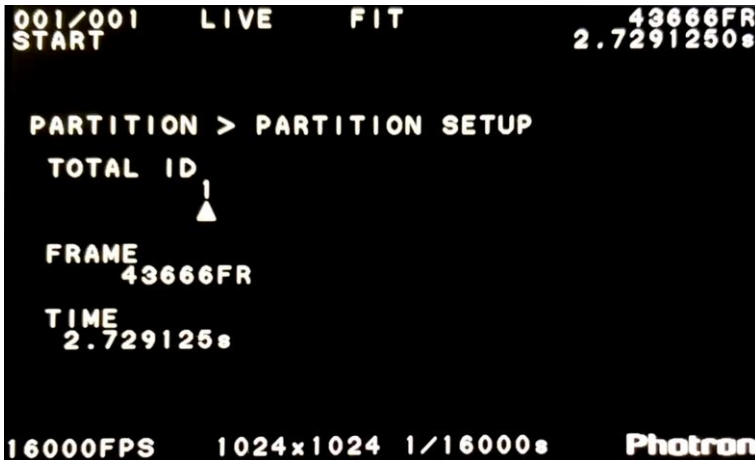 001/001 LIVE FIT 43666FR
START 2.7291250s
PARTITION > PARTITION SETUP
TOTAL ID
1
FRAME
43666FR
TIME
2.729125s
16000FPS 1024x1024 1/16000s Photron